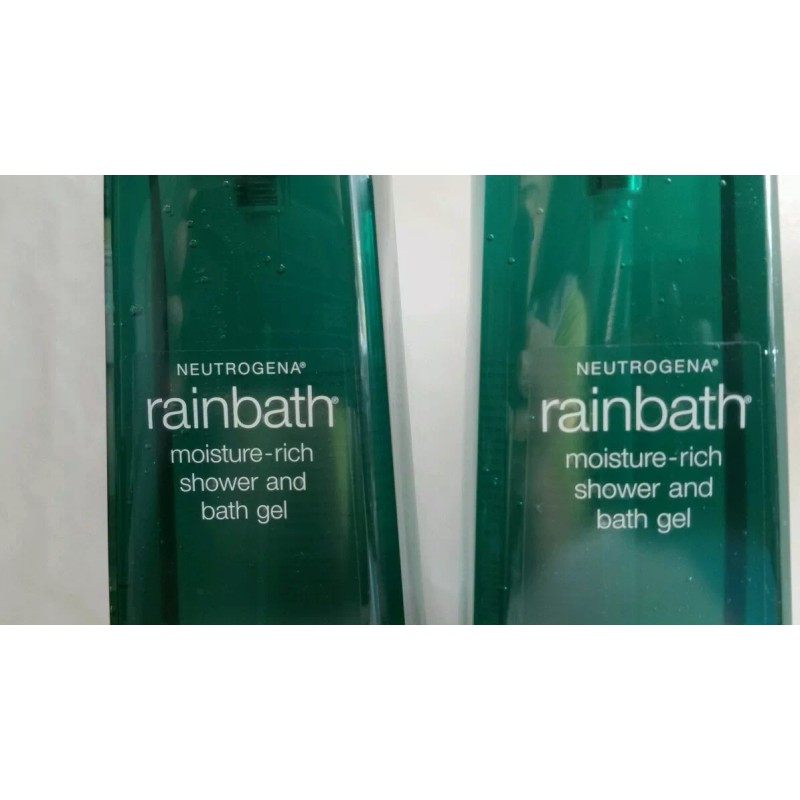 NEUTROGENA®
rainbath®
moisture-rich
shower and
bath gel
NEUTROGENA®
rainbath®
moisture-rich
shower and
bath gel